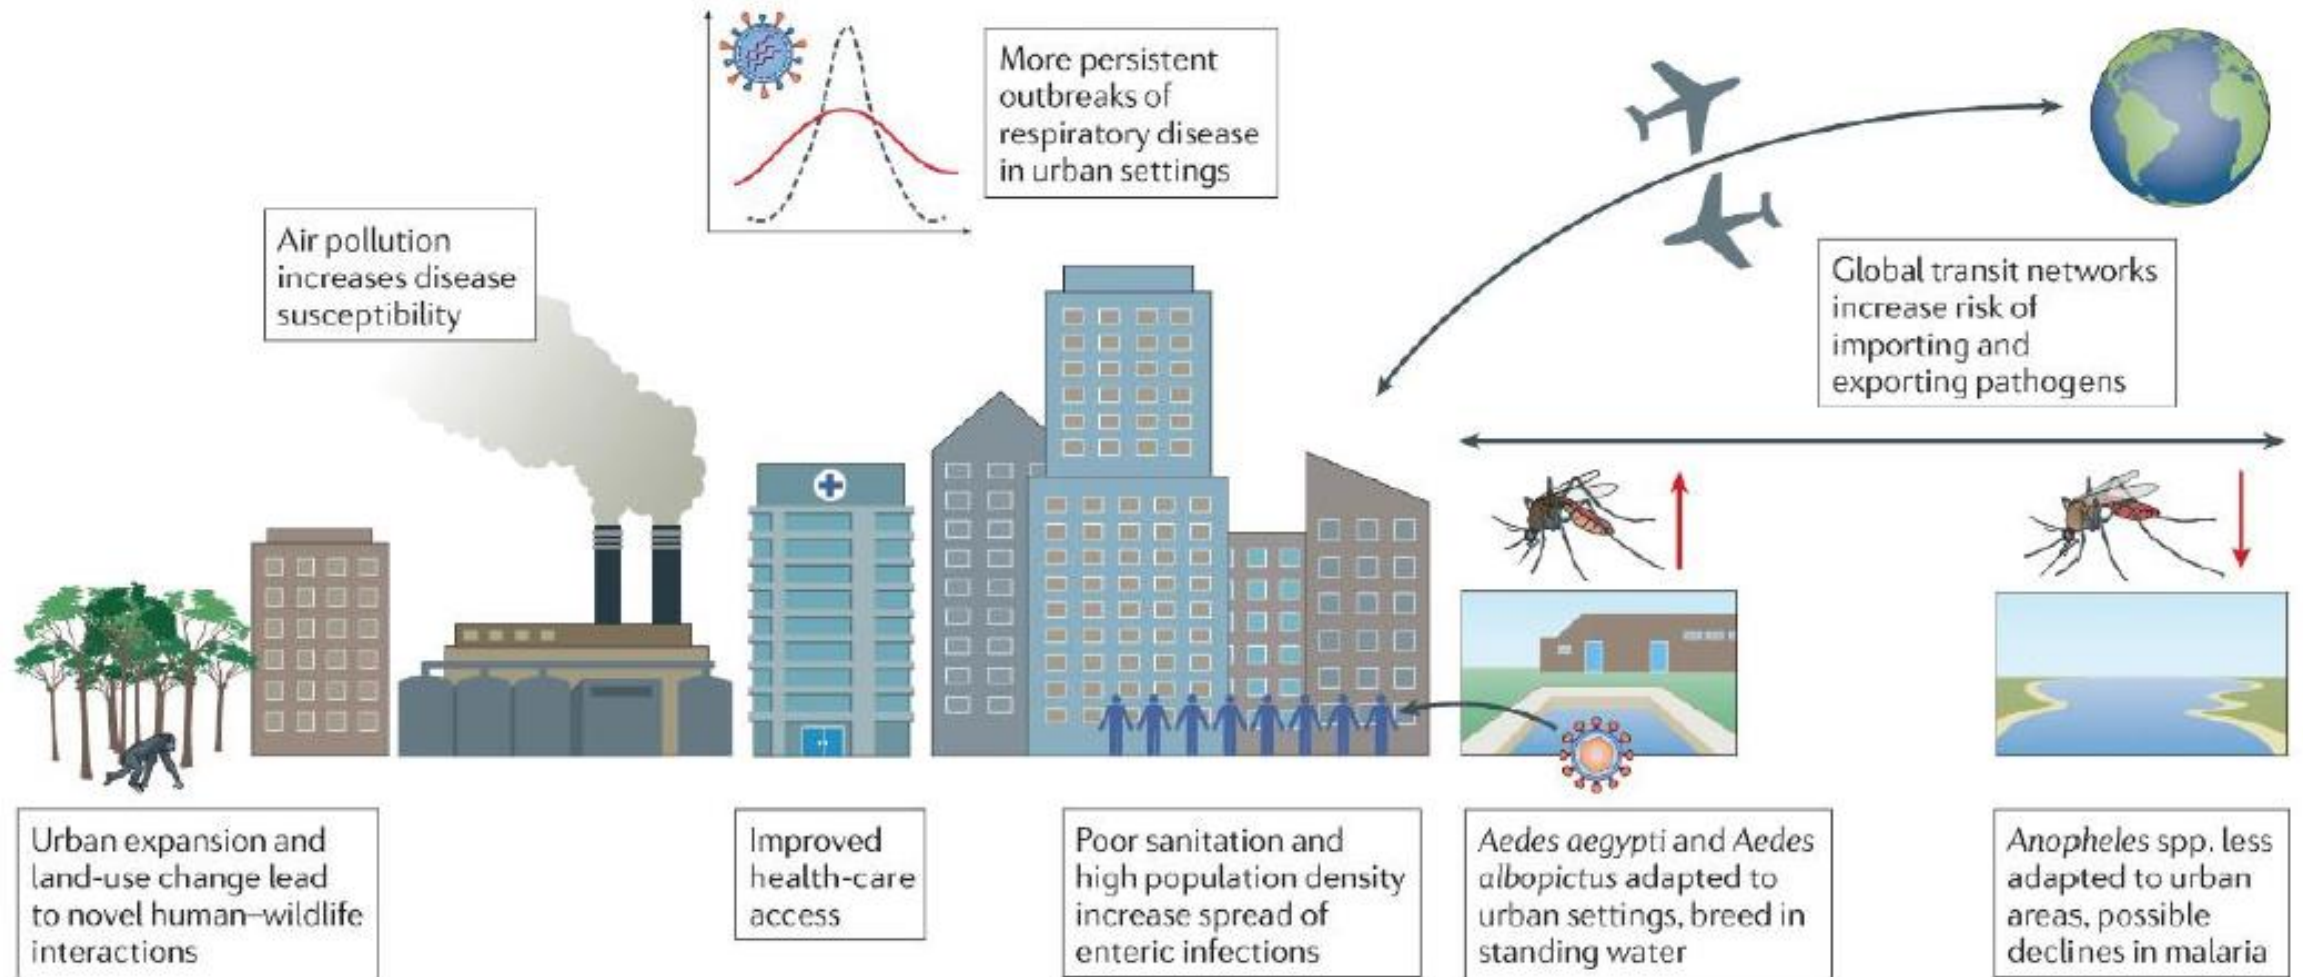 More persistent
outbreaks of
respiratory disease
in urban settings
Air pollution
increases disease
susceptibility
Global transit networks
increase risk of
importing and
exporting pathogens
Urban expansion and
land-use change lead
to novel human–wildlife
interactions
Improved
health-care
access
Poor sanitation and
high population density
increase spread of
enteric infections
Aedes aegypti and Aedes
albopictus adapted to
urban settings, breed in
standing water
Anopheles spp. less
adapted to urban
areas, possible
declines in malaria